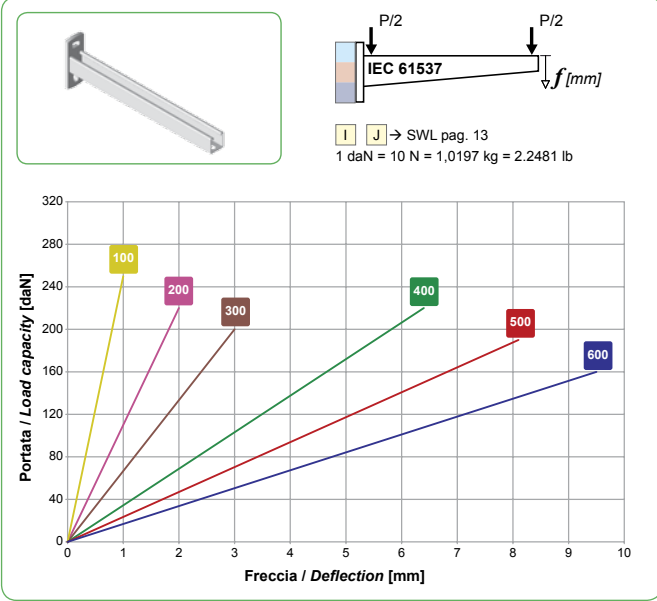 P/2 P/2
IEC 61537
f [mm]
I J → SWL pag. 13
1 daN = 10 N = 1,0197 kg = 2.2481 lb
Portata / Load capacity [daN]
320
280
240
200
160
120
80
40
0
100
200
300
400
500
600
0 1 2 3 4 5 6 7 8 9 10
Freccia / Deflection [mm]